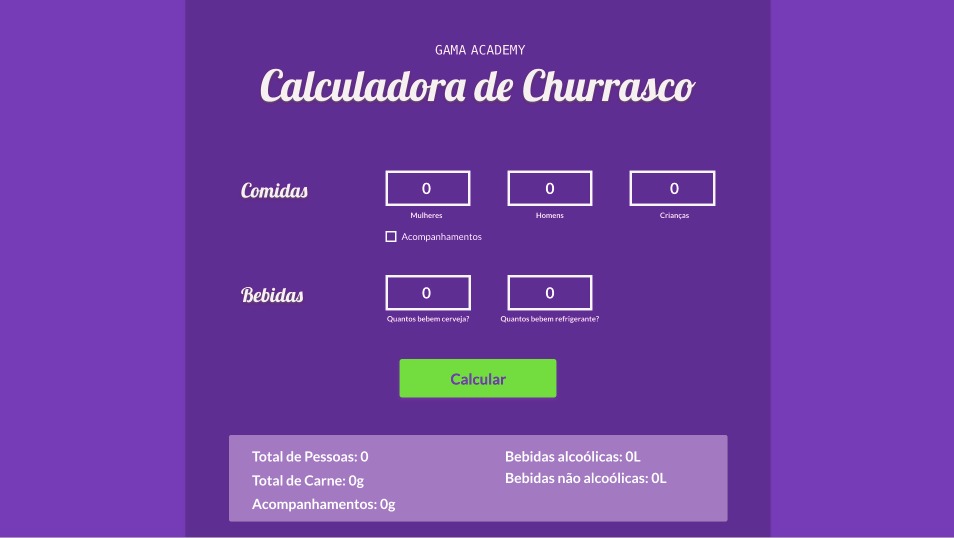 GAMA ACADEMY
Calculadora de Churrasco
Comidas
0 0 0
Mulheres Homens Crianças
Acompanhamentos
Bebidas
0 0
Quantos bebem cerveja? Quantos bebem refrigerante?
Calcular
Total de Pessoas: 0
Total de Carne: 0g
Acompanhamentos: 0g
Bebidas alcoólicas: 0L
Bebidas não alcoólicas: 0L